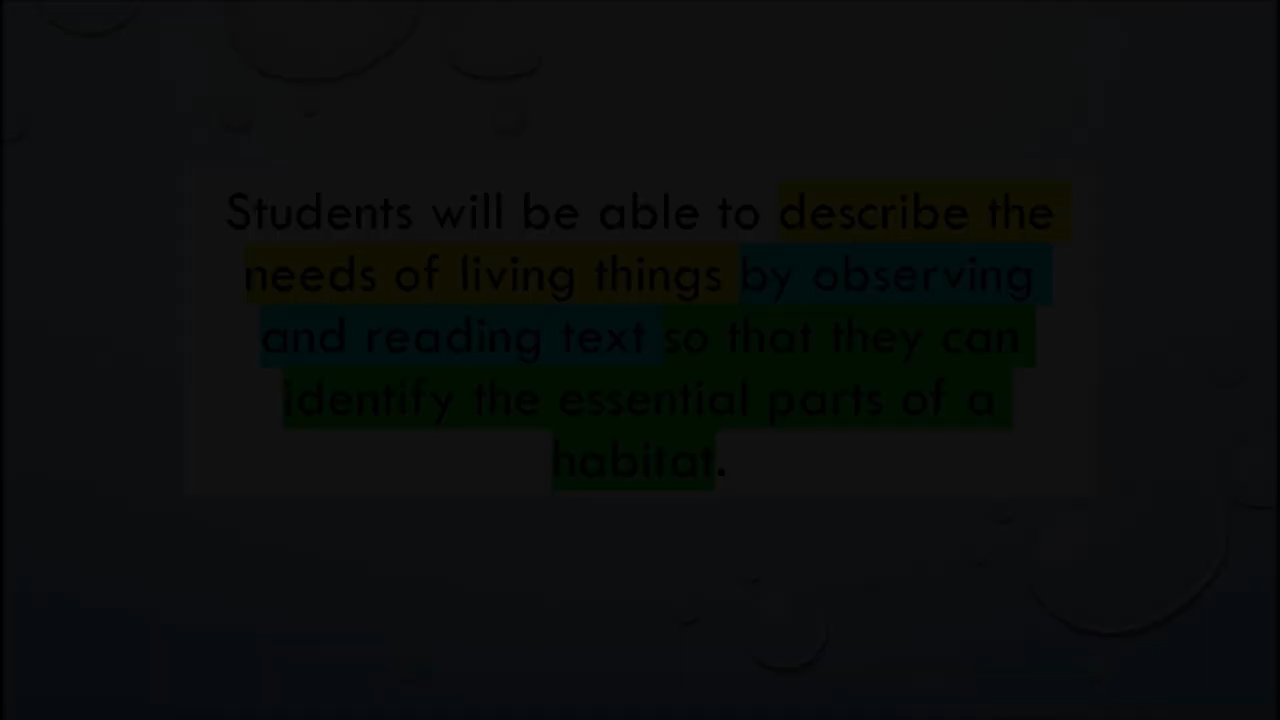 Students will be able to describe the
needs of living things by observing
and reading text so that they can
identify the essential parts of a
habitat.